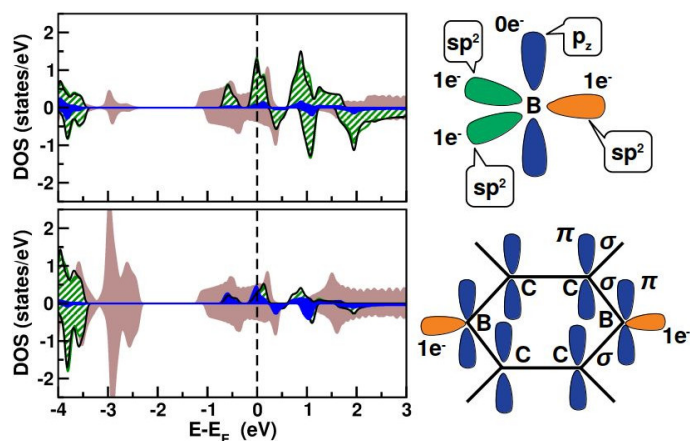 DOS (states/eV)
2
1
0
-1
-2
DOS (states/eV)
2
1
0
-1
-2
-4
-3
-2
-1
0
1
2
3
E-E_F (eV)
0e⁻
p_z
sp²
1e⁻
1e⁻
B
1e⁻
sp²
sp²
π
σ
C
C
σ
π
B
B
1e⁻
1e⁻
C
C
σ